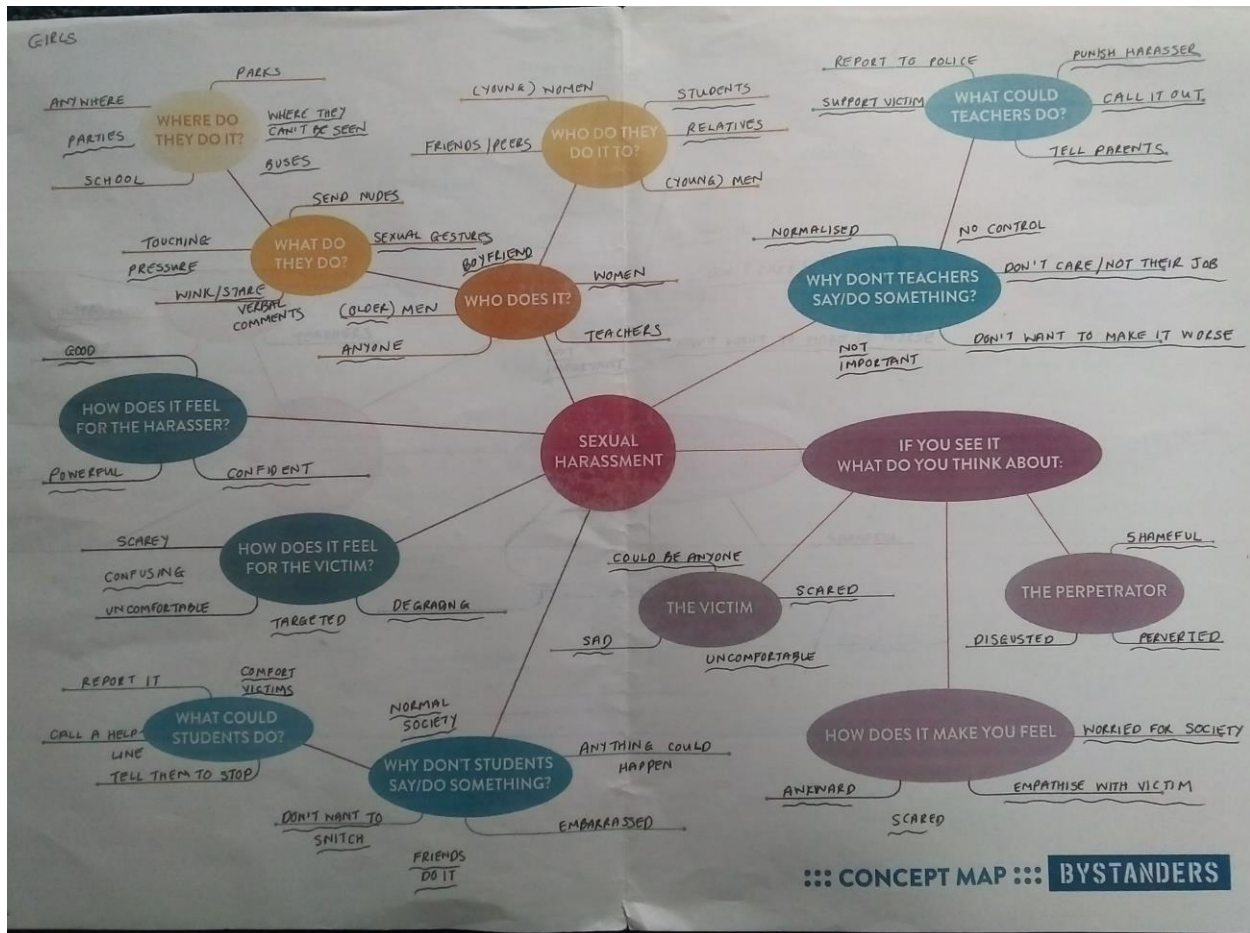 GIRLS
PARKS
ANYWHERE
WHERE DO
THEY DO IT?
WHERE THEY
CAN'T BE SEEN
PARTIES
BUSES
SCHOOL
(YOUNG) WOMEN
STUDENTS
WHO DO THEY
DO IT TO?
RELATIVES
FRIENDS/PEERS
(YOUNG) MEN
REPORT TO POLICE
PUNISH HARASSER
SUPPORT VICTIM
WHAT COULD
TEACHERS DO?
CALL IT OUT
TELL PARENTS
SEND NUDES
TOUCHING
WHAT DO
THEY DO?
SEXUAL GESTURES
PRESSURE
WINK/STARE
VERBAL
COMMENTS
BOYFRIEND
WHO DOES IT?
WOMEN
(OLDER) MEN
TEACHERS
ANYONE
NORMALISED
NO CONTROL
WHY DON'T TEACHERS
SAY/DO SOMETHING?
DON'T CARE/NOT THEIR JOB
DON'T WANT TO MAKE IT WORSE
NOT
IMPORTANT
GOOD
HOW DOES IT FEEL
FOR THE HARASSER?
POWERFUL
CONFIDENT
SEXUAL
HARASSMENT
IF YOU SEE IT
WHAT DO YOU THINK ABOUT:
SCAREY
HOW DOES IT FEEL
FOR THE VICTIM?
CONFUSING
UNCOMFORTABLE
TARGETED
DEGRADNG
COULD BE ANYONE
THE VICTIM
SCARED
SAD
UNCOMFORTABLE
SHAMEFUL
THE PERPETRATOR
DISGUSTED
PERVERTED
REPORT IT
COMFORT
VICTIMS
WHAT COULD
STUDENTS DO?
CALL A HELP
LINE
TELL THEM TO STOP
NORMAL
SOCIETY
WHY DON'T STUDENTS
SAY/DO SOMETHING?
ANYTHING COULD
HAPPEN
DON'T WANT TO
SNITCH
EMBARRASSED
FRIENDS
DO IT
HOW DOES IT MAKE YOU FEEL
WORRIED FOR SOCIETY
AWKWARD
EMPATHISE WITH VICTIM
SCARED
::: CONCEPT MAP ::: BYSTANDERS